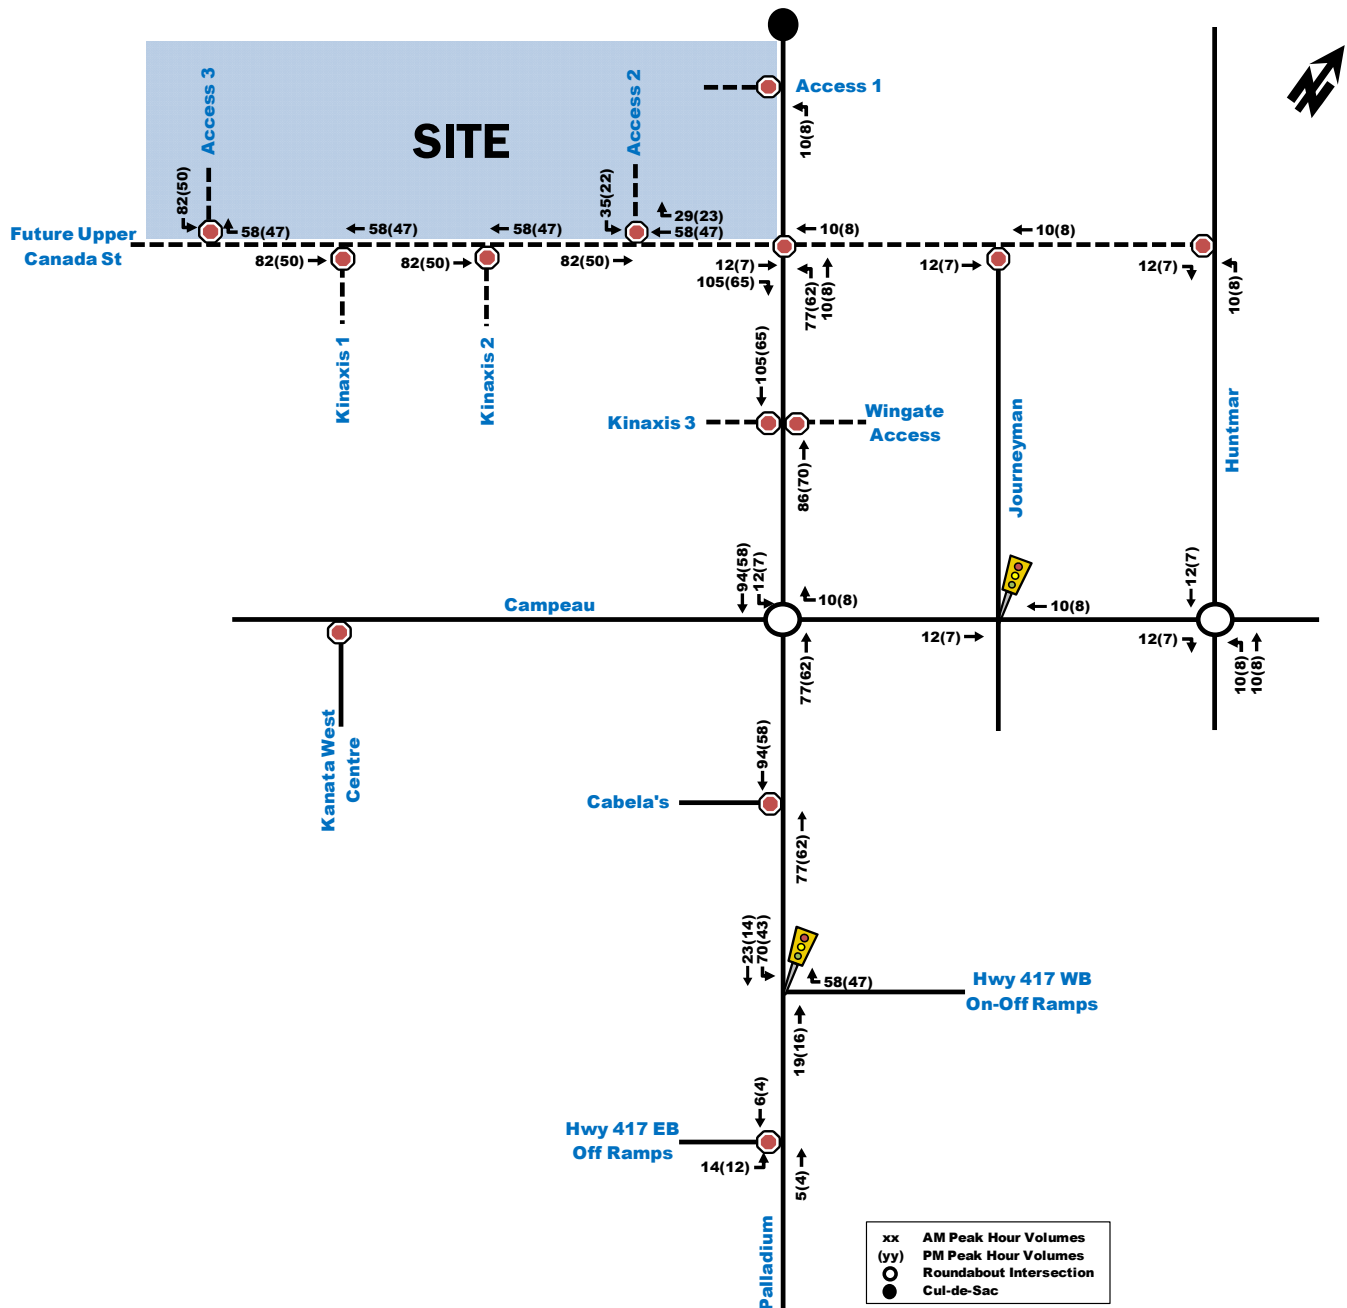 Access 3
SITE
Access 2
Access 1
10(8)
82(50)
58(47)
58(47)
58(47)
35(22)
29(23)
58(47)
10(8)
10(8)
Future Upper
Canada St
82(50)
82(50)
82(50)
12(7)
105(65)
77(62)
10(8)
12(7)
12(7)
10(8)
Kinaxis 1
Kinaxis 2
105(65)
Kinaxis 3
Wingate
Access
86(70)
Journeyman
Huntmar
Campeau
94(58)
12(7)
10(8)
77(62)
12(7)
10(8)
12(7)
12(7)
10(8)
10(8)
Kanata West
Centre
94(58)
Cabela's
77(62)
23(14)
70(43)
58(47)
Hwy 417 WB
On-Off Ramps
19(16)
6(4)
Hwy 417 EB
Off Ramps
14(12)
5(4)
Palladium
xx AM Peak Hour Volumes
(yy) PM Peak Hour Volumes
Roundabout Intersection
Cul-de-Sac